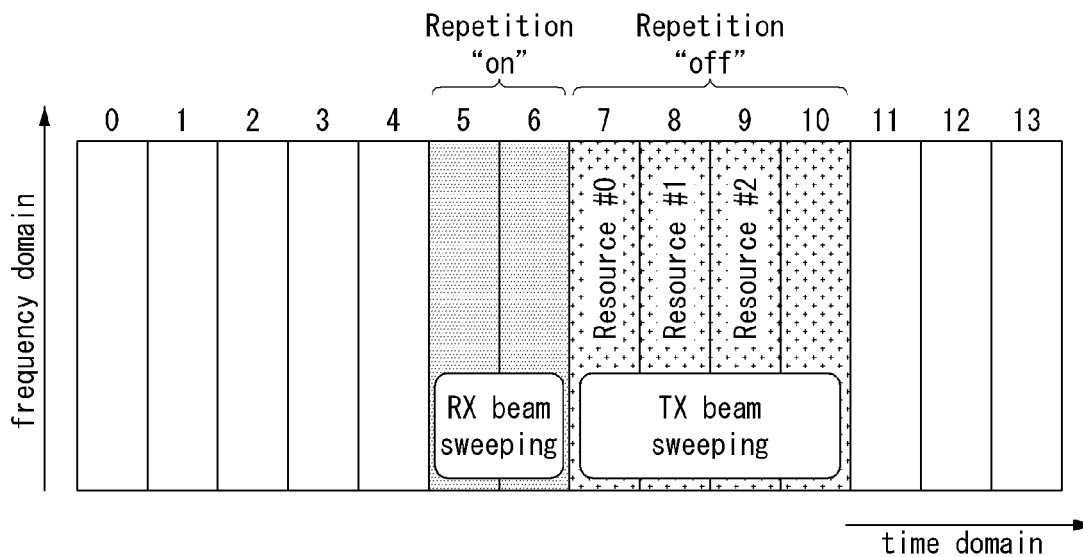 Repetition
“on”
Repetition
“off”
0 1 2 3 4 5 6 7 8 9 10 11 12 13
frequency domain
Resource #0
Resource #1
Resource #2
RX beam
sweeping
TX beam
sweeping
time domain